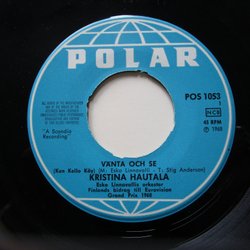 POLAR
POS 1053
1
NCB
45 RPM
℗ 1968
"A Scandia
Recording"
VÄNTA OCH SE
(Kun Kello Käy) (M: Esko Linnavalli - T: Stig Anderson)
KRISTINA HAUTALA
Esko Linnavallis orkester
Finlands bidrag till Eurovision
Grand Prix 1968